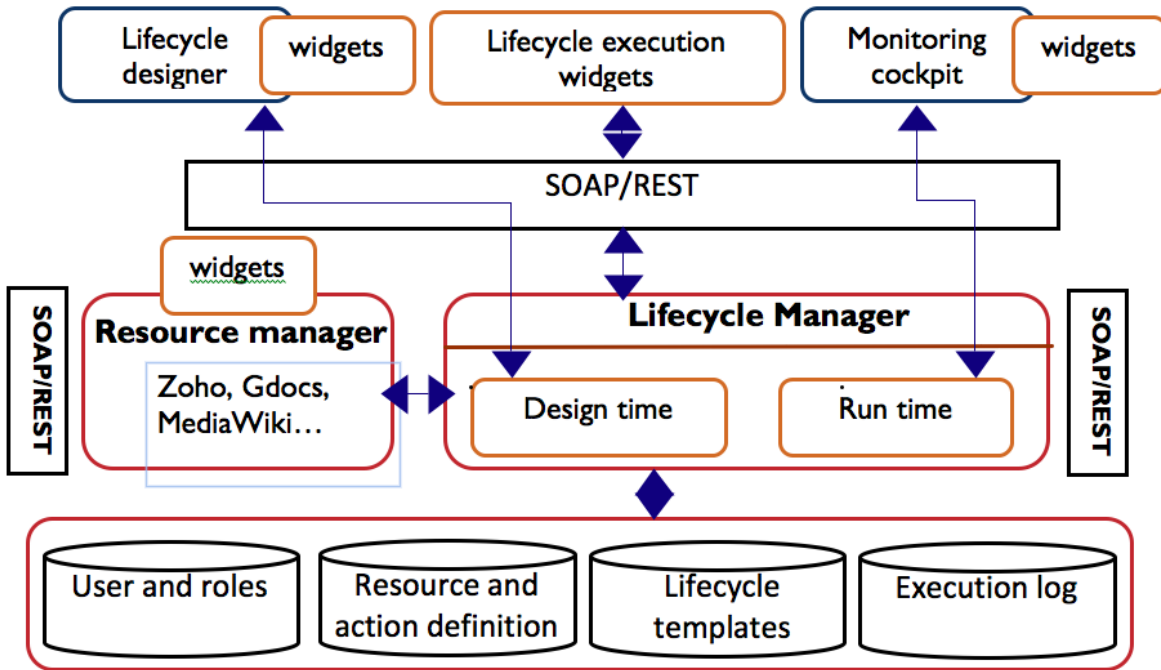 Lifecycle
designer
widgets
Lifecycle execution
widgets
Monitoring
cockpit
widgets
SOAP/REST
widgets
SOAP/REST
Resource manager
Zoho, Gdocs,
MediaWiki...
Lifecycle Manager
Design time
Run time
SOAP/REST
User and roles
Resource and
action definition
Lifecycle
templates
Execution log